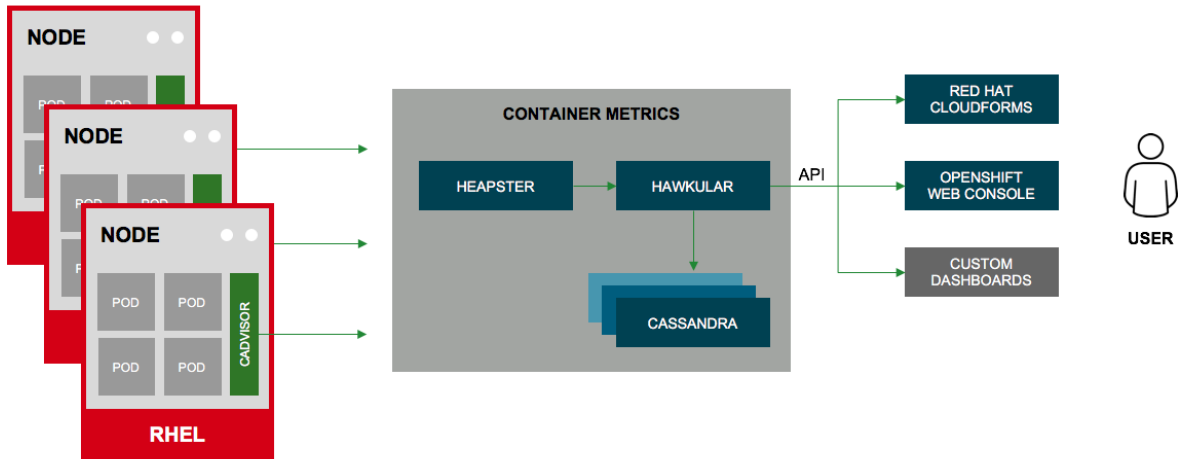 NODE
POD
POD
P
NODE
POD
POD
P
NODE
POD
POD
POD
POD
CADVISOR
RHEL
CONTAINER METRICS
HEAPSTER
HAWKULAR
CASSANDRA
API
RED HAT
CLOUDFORMS
OPENSHIFT
WEB CONSOLE
CUSTOM
DASHBOARDS
USER